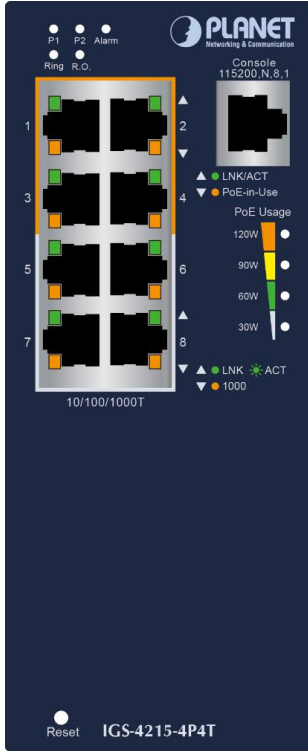 PLANET
Networking & Communication
P1 P2 Alarm
Ring R.O.
Console
115200,N,8,1
1 2
LNK/ACT
PoE-in-Use
3 4
PoE Usage
120W
90W
60W
30W
5 6
7 8
LNK ACT
1000
10/100/1000T
Reset IGS-4215-4P4T